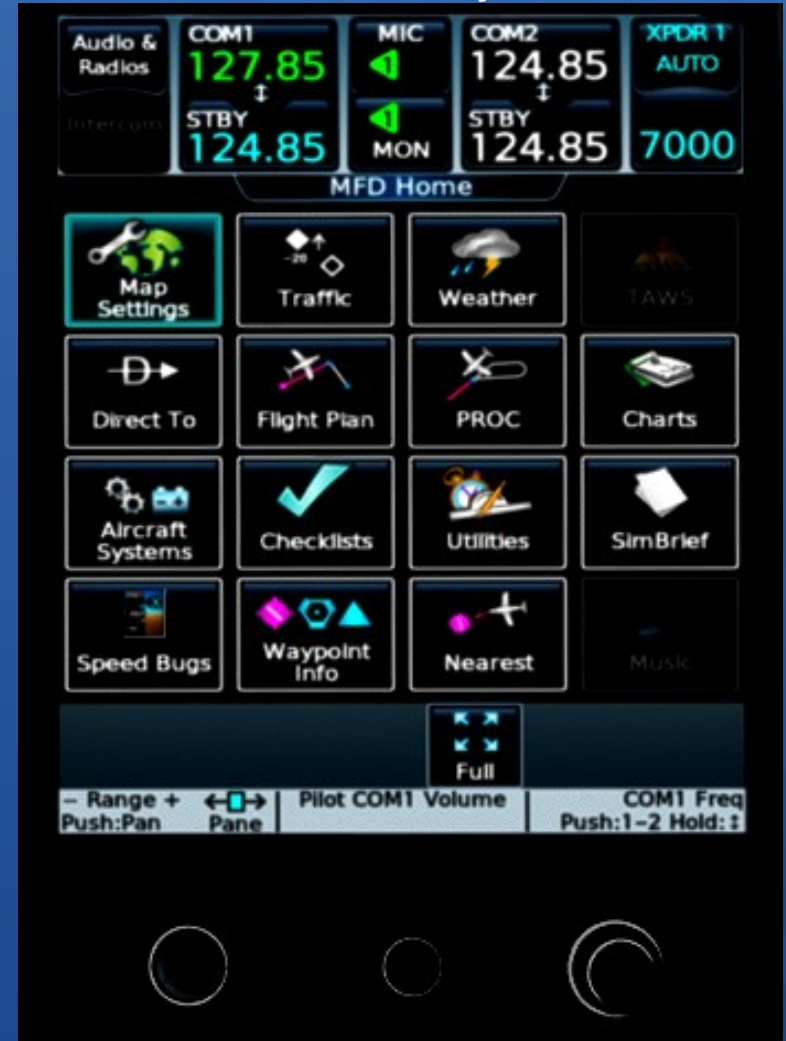 Audio &
Radios
Intercom
COM1
127.85
STBY
124.85
MIC
1
1
MON
COM2
124.85
STBY
124.85
XPDR 1
AUTO
7000
MFD Home
Map
Settings
-20
Traffic
Weather
TAWS
D
Direct To
Flight Plan
PROC
Charts
Aircraft
Systems
Checklists
Utilities
SimBrief
Speed Bugs
Waypoint
Info
Nearest
Music
Full
– Range +
Push:Pan
Pane
Pilot COM1 Volume
COM1 Freq
Push:1–2 Hold:↕